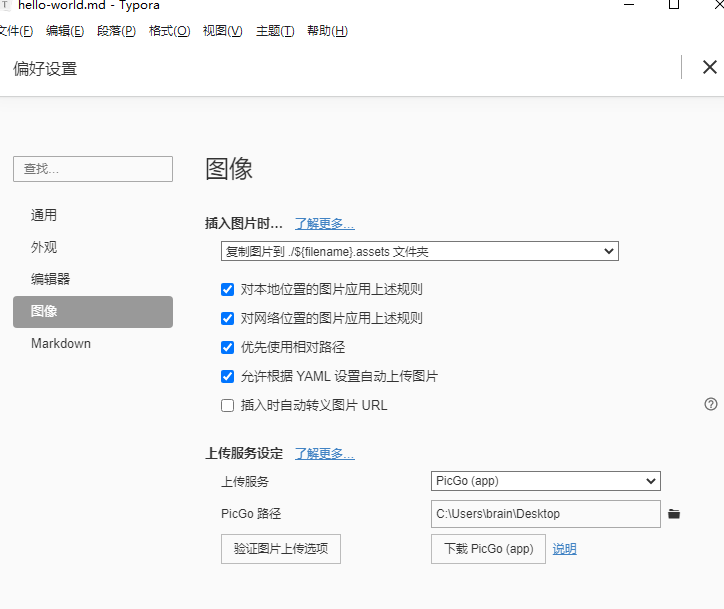 hello-world.md - Typora
文件(F) 编辑(E) 段落(P) 格式(O) 视图(V) 主题(T) 帮助(H)
偏好设置
查找...
图像
通用
外观
编辑器
图像
Markdown
插入图片时... 了解更多...
复制图片到 ./${filename}.assets 文件夹
对本地位置的图片应用上述规则
对网络位置的图片应用上述规则
优先使用相对路径
允许根据 YAML 设置自动上传图片
插入时自动转义图片 URL
上传服务设定 了解更多...
上传服务 PicGo (app)
PicGo 路径 C:\Users\brain\Desktop
验证图片上传选项 下载 PicGo (app) 说明